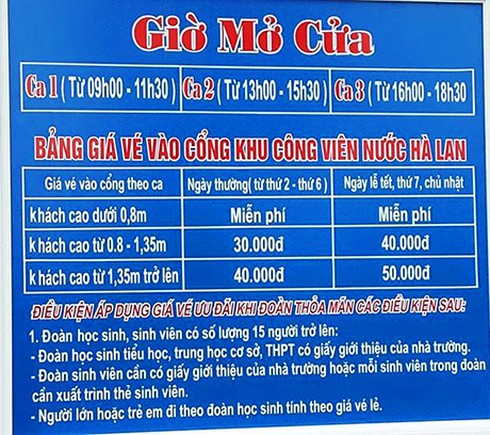 Giờ Mở Cửa
Ca 1 ( Từ 09h00 - 11h30 ) Ca 2 ( Từ 13h00 - 15h30 ) Ca 3 ( Từ 16h00 - 18h30
BẢNG GIÁ VÉ VÀO CỔNG KHU CÔNG VIÊN NƯỚC HÀ LAN
Giá vé vào cổng theo ca Ngày thường( từ thứ 2 - thứ 6 ) Ngày lễ tết, thứ 7, chủ nhật
khách cao dưới 0,8m Miễn phí Miễn phí
khách cao từ 0.8 - 1,35m 30.000đ 40.000đ
khách cao từ 1,35m trở lên 40.000đ 50.000đ
ĐIỀU KIỆN ÁP DỤNG GIÁ VÉ ƯU ĐÃI KHI ĐOÀN THỎA MÃN CÁC ĐIỀU KIỆN SAU:
1. Đoàn học sinh, sinh viên có số lượng 15 người trở lên:
- Đoàn học sinh tiểu học, trung học cơ sở, THPT có giấy giới thiệu của nhà trường.
- Đoàn sinh viên cần có giấy giới thiệu của nhà trường hoặc mỗi sinh viên trong đoàn
cần xuất trình thẻ sinh viên.
- Người lớn hoặc trẻ em đi theo đoàn học sinh tính theo giá vé lẻ.